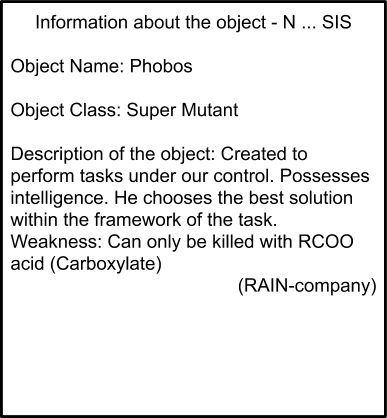 Information about the object - N ... SIS
Object Name: Phobos
Object Class: Super Mutant
Description of the object: Created to
perform tasks under our control. Possesses
intelligence. He chooses the best solution
within the framework of the task.
Weakness: Can only be killed with RCOO
acid (Carboxylate)
(RAIN-company)